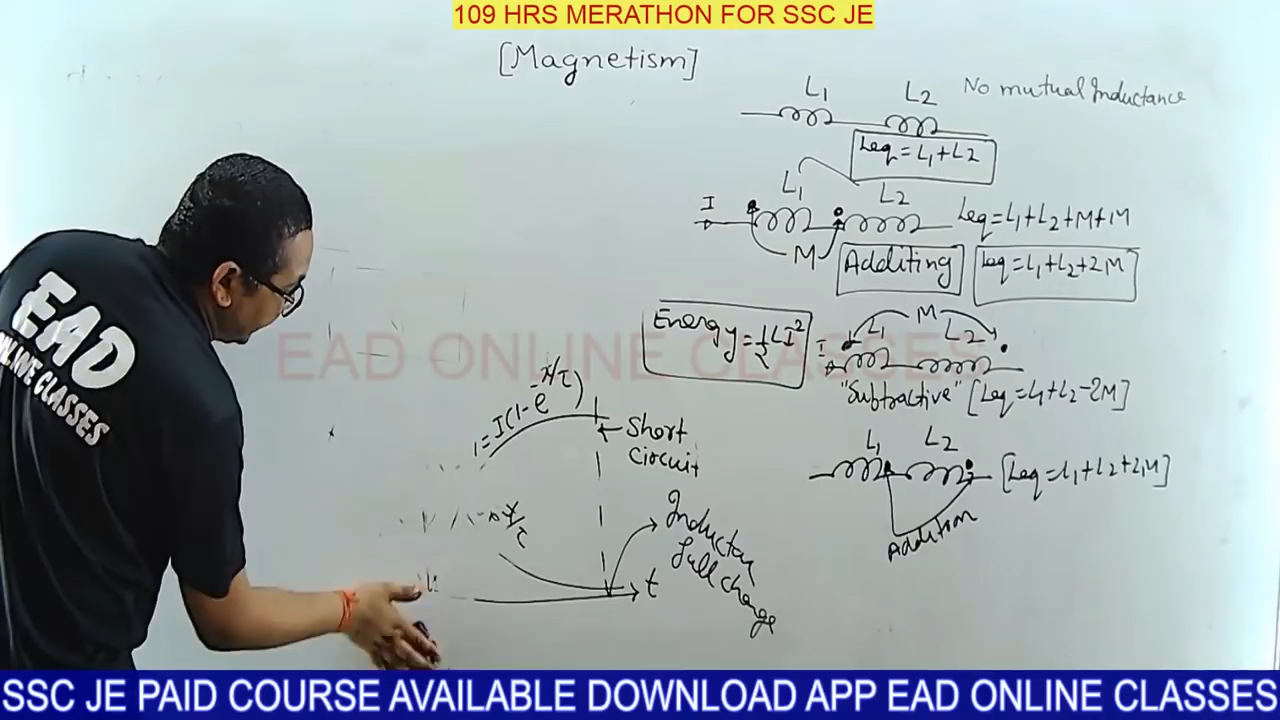 109 HRS MERATHON FOR SSC JE
[Magnetism]
L1 L2 No mutual Inductance
Leq = L1+L2
L1 L2
I
Leq = L1+L2+M+M
M
Additing
Leq = L1+L2+2M
Energy = 1/2 LI²
M
I L1 L2
"Subtractive" [Leq = L1+L2-2M]
L1 L2
[Leq = L1+L2+2M]
Addition
i = I(1-e^-t/τ)
Short
Circuit
Inductor
full charge
t
EAD
ONLINE CLASSES
EAD ONLINE CLASSES
SSC JE PAID COURSE AVAILABLE DOWNLOAD APP EAD ONLINE CLASSES